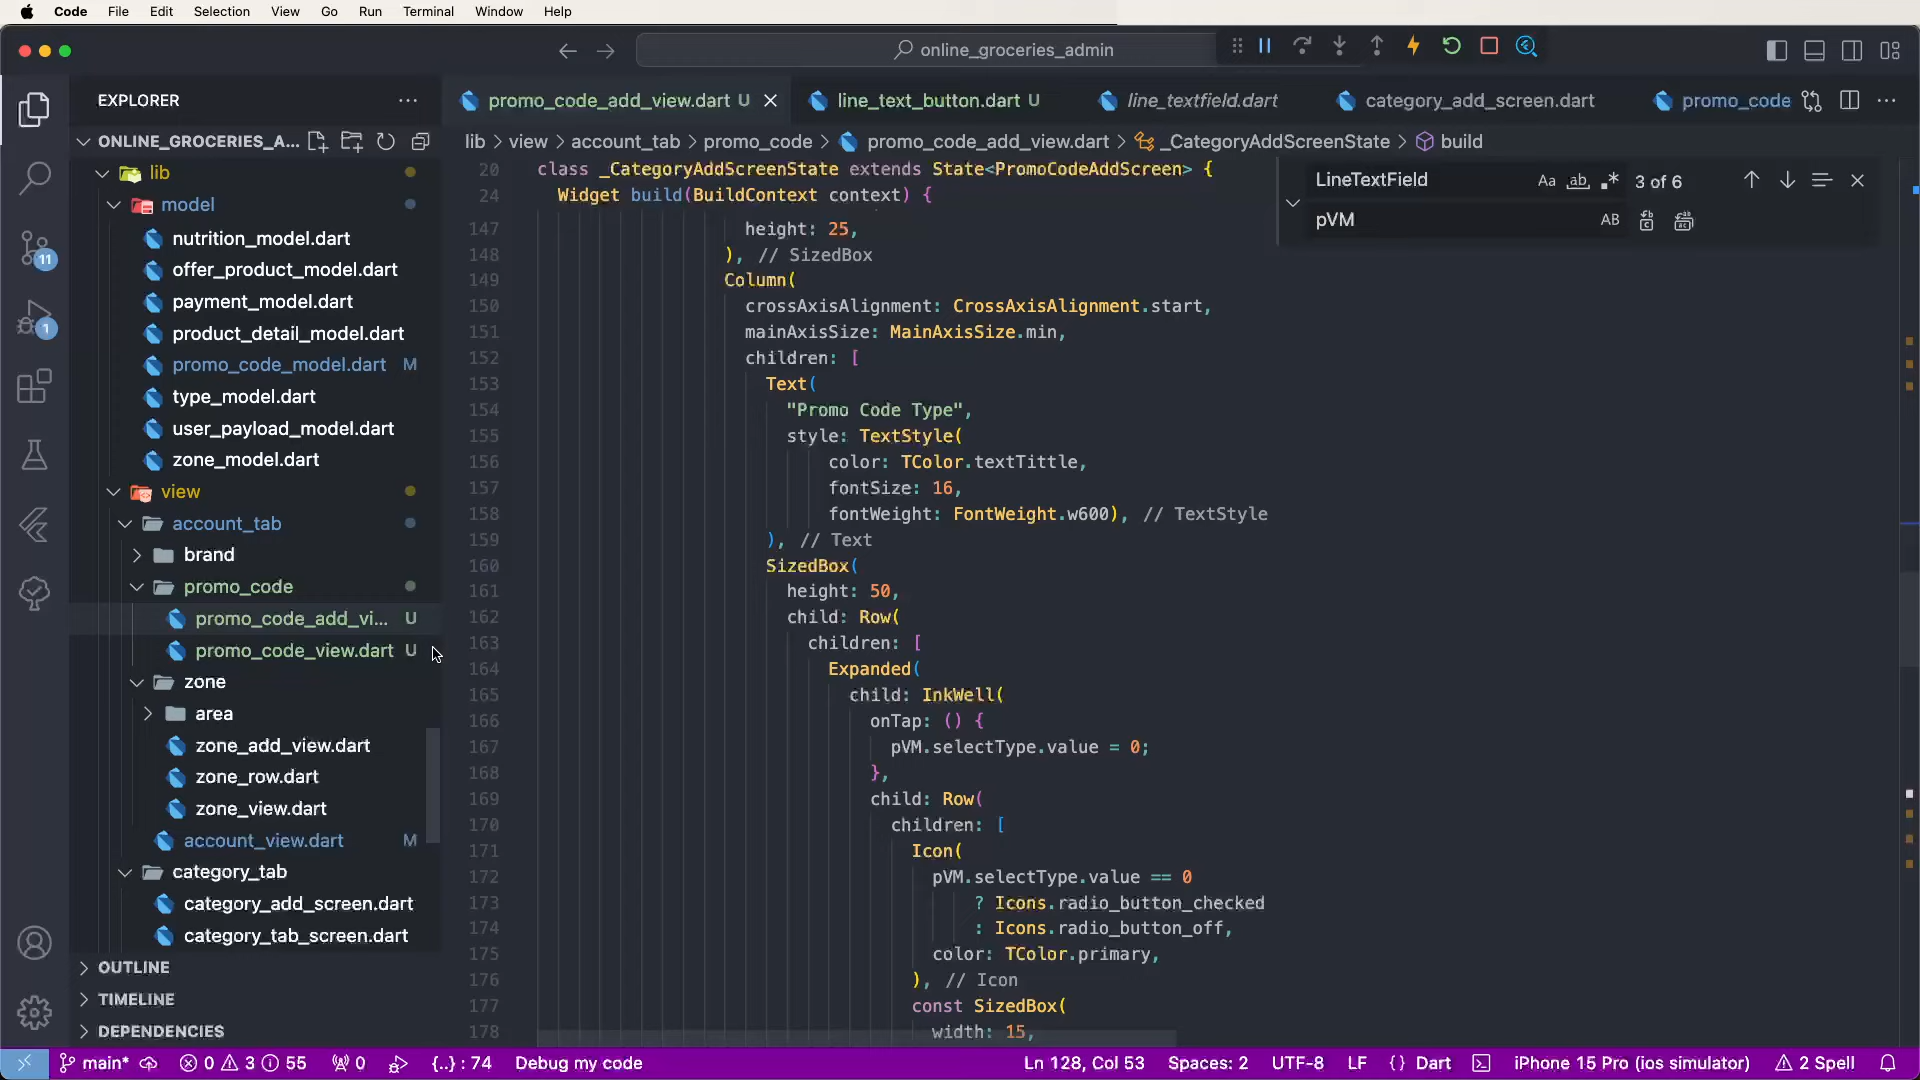 Code File Edit Selection View Go Run Terminal Window Help
online_groceries_admin
EXPLORER
promo_code_add_view.dart U
line_text_button.dart U
line_textfield.dart
category_add_screen.dart
promo_code
ONLINE_GROCERIES_A...
lib > view > account_tab > promo_code > promo_code_add_view.dart > _CategoryAddScreenState > build
lib
model
nutrition_model.dart
offer_product_model.dart
payment_model.dart
product_detail_model.dart
promo_code_model.dart M
type_model.dart
user_payload_model.dart
zone_model.dart
view
account_tab
brand
promo_code
promo_code_add_vi... U
promo_code_view.dart U
zone
area
zone_add_view.dart
zone_row.dart
zone_view.dart
account_view.dart M
category_tab
category_add_screen.dart
category_tab_screen.dart
OUTLINE
TIMELINE
DEPENDENCIES
11
1
LineTextField
Aa ab .* 3 of 6
pVM
AB
20 class _CategoryAddScreenState extends State<PromoCodeAddScreen> {
24 Widget build(BuildContext context) {
147 height: 25,
148 ), // SizedBox
149 Column(
150 crossAxisAlignment: CrossAxisAlignment.start,
151 mainAxisSize: MainAxisSize.min,
152 children: [
153 Text(
154 "Promo Code Type",
155 style: TextStyle(
156 color: TColor.textTittle,
157 fontSize: 16,
158 fontWeight: FontWeight.w600), // TextStyle
159 ), // Text
160 SizedBox(
161 height: 50,
162 child: Row(
163 children: [
164 Expanded(
165 child: InkWell(
166 onTap: () {
167 pVM.selectType.value = 0;
168 },
169 child: Row(
170 children: [
171 Icon(
172 pVM.selectType.value == 0
173 ? Icons.radio_button_checked
174 : Icons.radio_button_off,
175 color: TColor.primary,
176 ), // Icon
177 const SizedBox(
178 width: 15,
main* 0 3 55 0 {..} : 74 Debug my code Ln 128, Col 53 Spaces: 2 UTF-8 LF {} Dart iPhone 15 Pro (ios simulator) 2 Spell